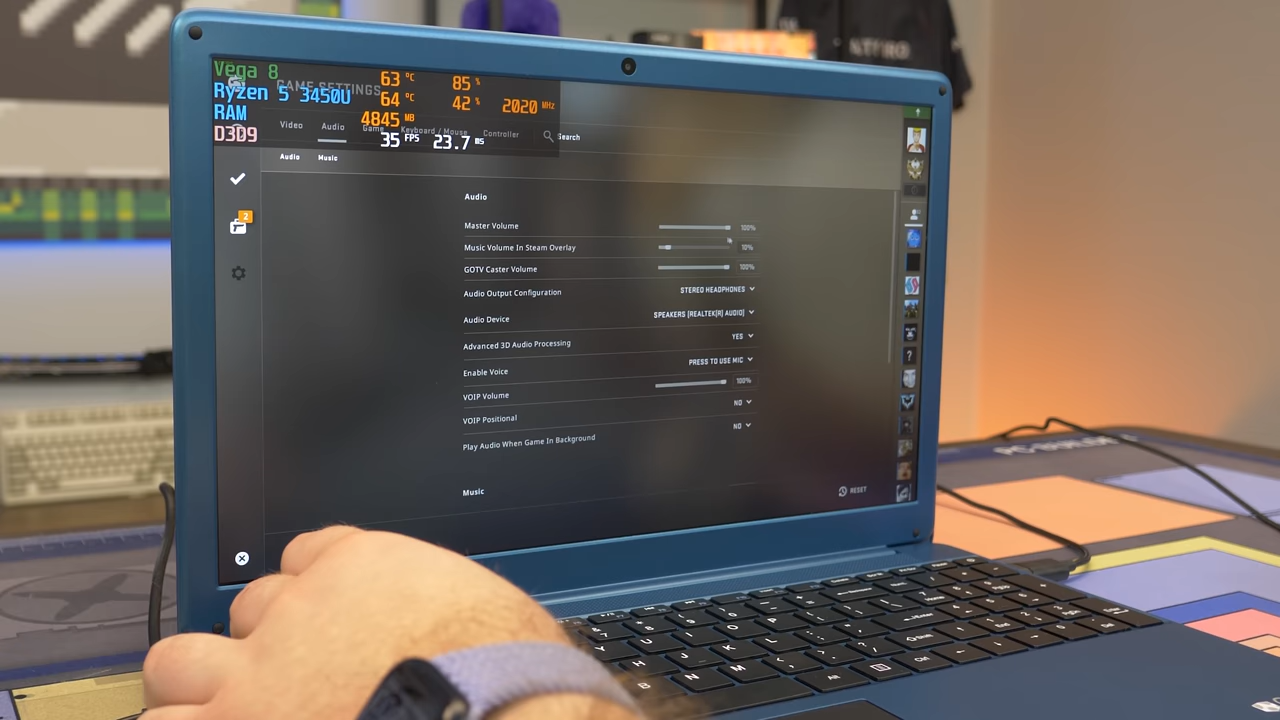 Vega 8 63 °C 85 %
GAME SETTINGS
Ryzen 5 3450U 64 °C 42 % 2020 MHz
RAM 4845 MB
D3D9 35 FPS 23.7 ms
Video Audio Game Keyboard / Mouse Controller Search
Audio Music
2
Audio
Master Volume 100%
Music Volume In Steam Overlay 10%
GOTV Caster Volume 100%
Audio Output Configuration STEREO HEADPHONES
Audio Device SPEAKERS (REALTEK(R) AUDIO)
Advanced 3D Audio Processing YES
Enable Voice PRESS TO USE MIC
VOIP Volume 100%
VOIP Positional NO
Play Audio When Game In Background NO
Music
RESET